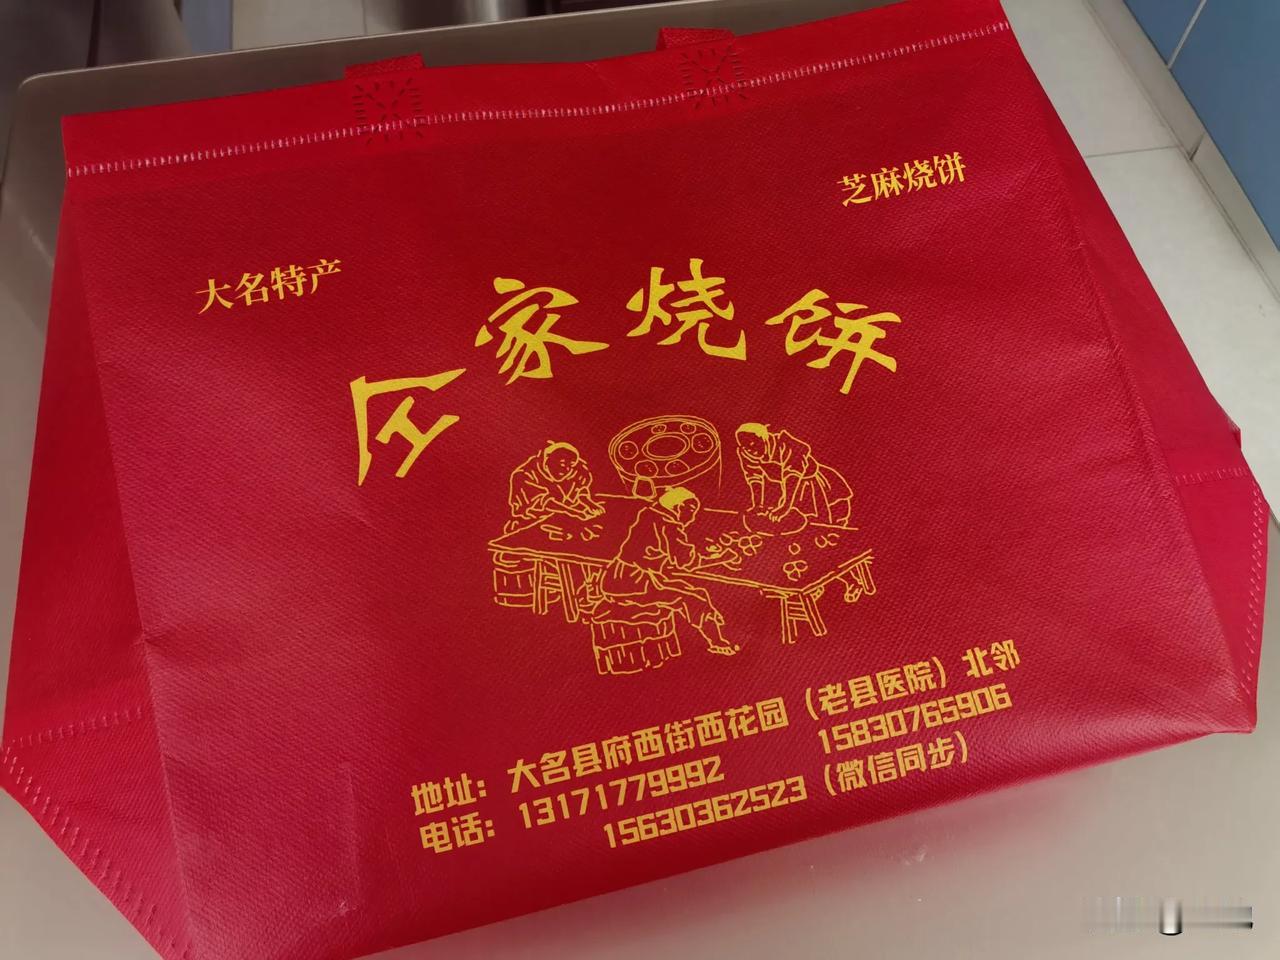 芝麻烧饼
大名特产
仝家烧饼
地址：大名县府西街西花园（老县医院）北邻
电话：13171779992 15830765906
15630362523（微信同步）